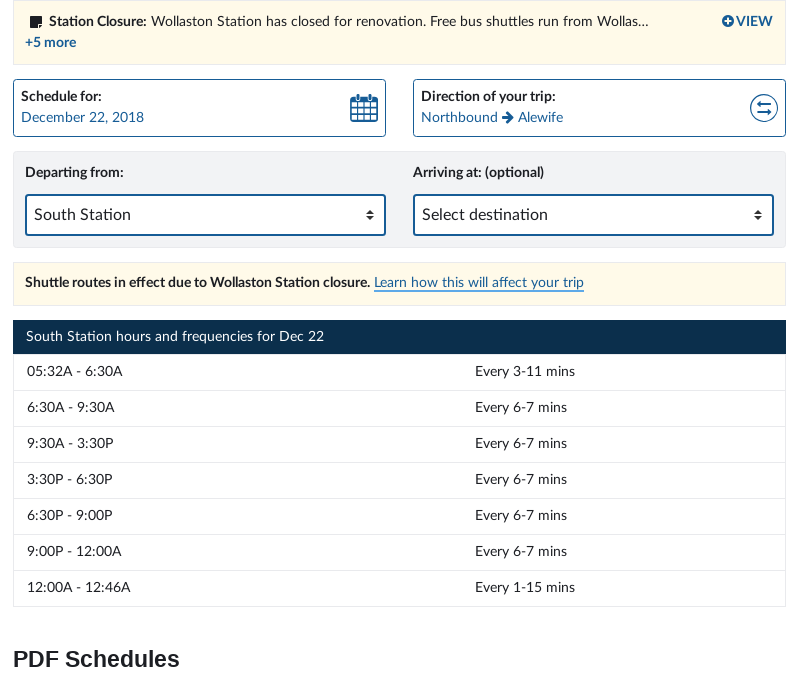 Station Closure: Wollaston Station has closed for renovation. Free bus shuttles run from Wollas...
VIEW
+5 more
Schedule for:
December 22, 2018
Direction of your trip:
Northbound → Alewife
Departing from:
South Station
Arriving at: (optional)
Select destination
Shuttle routes in effect due to Wollaston Station closure. Learn how this will affect your trip
South Station hours and frequencies for Dec 22
05:32A - 6:30A Every 3-11 mins
6:30A - 9:30A Every 6-7 mins
9:30A - 3:30P Every 6-7 mins
3:30P - 6:30P Every 6-7 mins
6:30P - 9:00P Every 6-7 mins
9:00P - 12:00A Every 6-7 mins
12:00A - 12:46A Every 1-15 mins
PDF Schedules